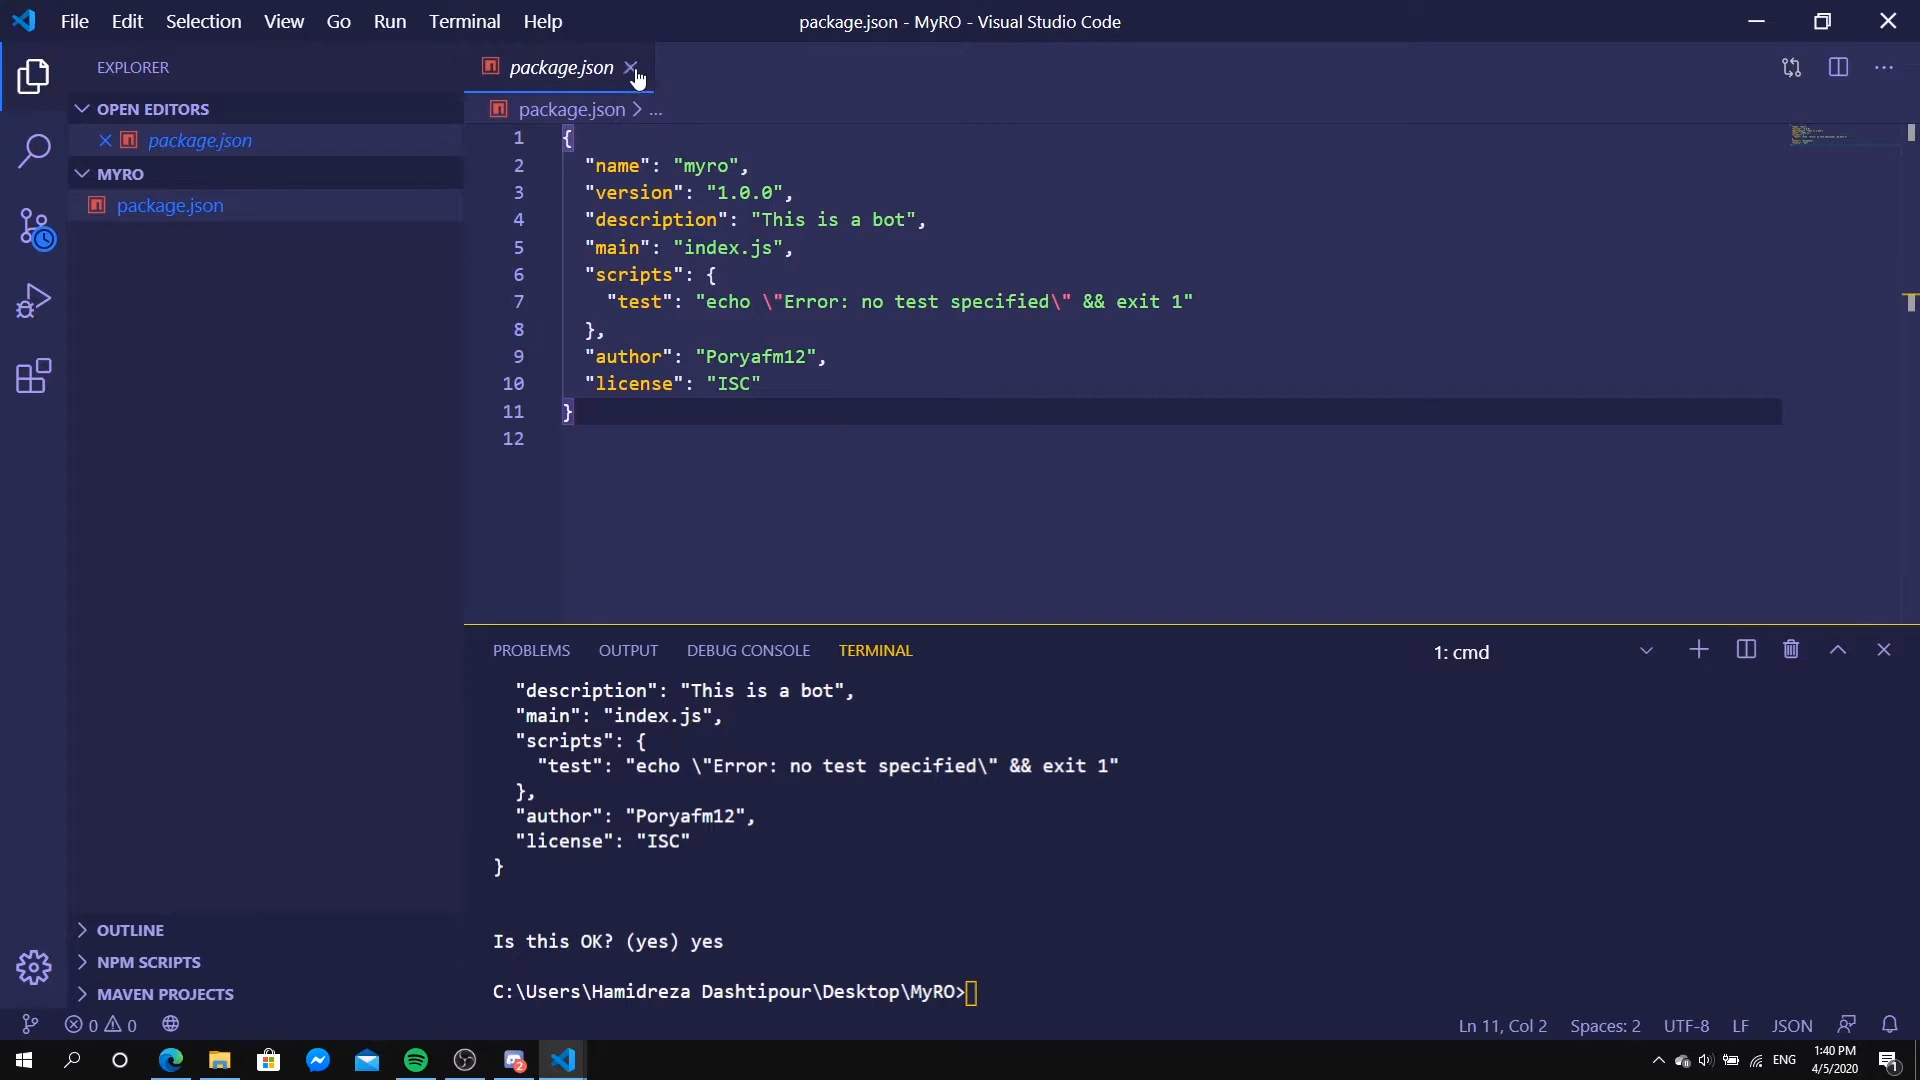 File Edit Selection View Go Run Terminal Help
package.json - MyRO - Visual Studio Code
EXPLORER
OPEN EDITORS
package.json
MYRO
package.json
OUTLINE
NPM SCRIPTS
MAVEN PROJECTS
package.json
package.json > ...
1 {
2 "name": "myro",
3 "version": "1.0.0",
4 "description": "This is a bot",
5 "main": "index.js",
6 "scripts": {
7 "test": "echo \"Error: no test specified\" && exit 1"
8 },
9 "author": "Poryafm12",
10 "license": "ISC"
11 }
12
PROBLEMS OUTPUT DEBUG CONSOLE TERMINAL
1: cmd
"description": "This is a bot",
"main": "index.js",
"scripts": {
"test": "echo \"Error: no test specified\" && exit 1"
},
"author": "Poryafm12",
"license": "ISC"
}
Is this OK? (yes) yes
C:\Users\Hamidreza Dashtipour\Desktop\MyRO>
0 0
Ln 11, Col 2 Spaces: 2 UTF-8 LF JSON
2
ENG
1:40 PM
4/5/2020
1